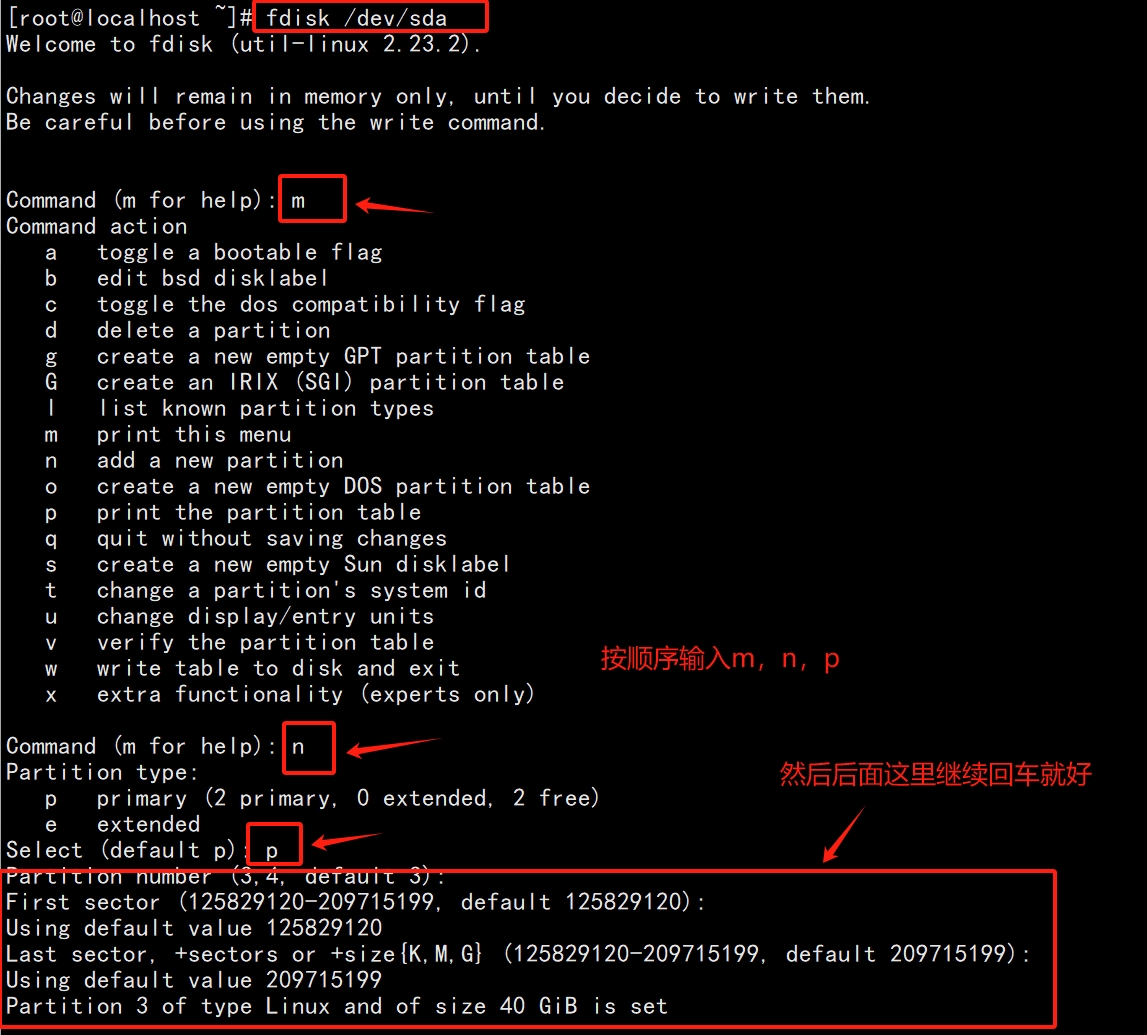 [root@localhost ~]# fdisk /dev/sda
Welcome to fdisk (util-linux 2.23.2).
Changes will remain in memory only, until you decide to write them.
Be careful before using the write command.
Command (m for help): m
Command action
a   toggle a bootable flag
b   edit bsd disklabel
c   toggle the dos compatibility flag
d   delete a partition
g   create a new empty GPT partition table
G   create an IRIX (SGI) partition table
l   list known partition types
m   print this menu
n   add a new partition
o   create a new empty DOS partition table
p   print the partition table
q   quit without saving changes
s   create a new empty Sun disklabel
t   change a partition's system id
u   change display/entry units
v   verify the partition table
w   write table to disk and exit
按顺序输入m，n，p
x   extra functionality (experts only)
Command (m for help): n
Partition type:
然后后面这里继续回车就好
p   primary (2 primary, 0 extended, 2 free)
e   extended
Select (default p): p
Partition number (3,4, default 3):
First sector (125829120-209715199, default 125829120):
Using default value 125829120
Last sector, +sectors or +size{K,M,G} (125829120-209715199, default 209715199):
Using default value 209715199
Partition 3 of type Linux and of size 40 GiB is set